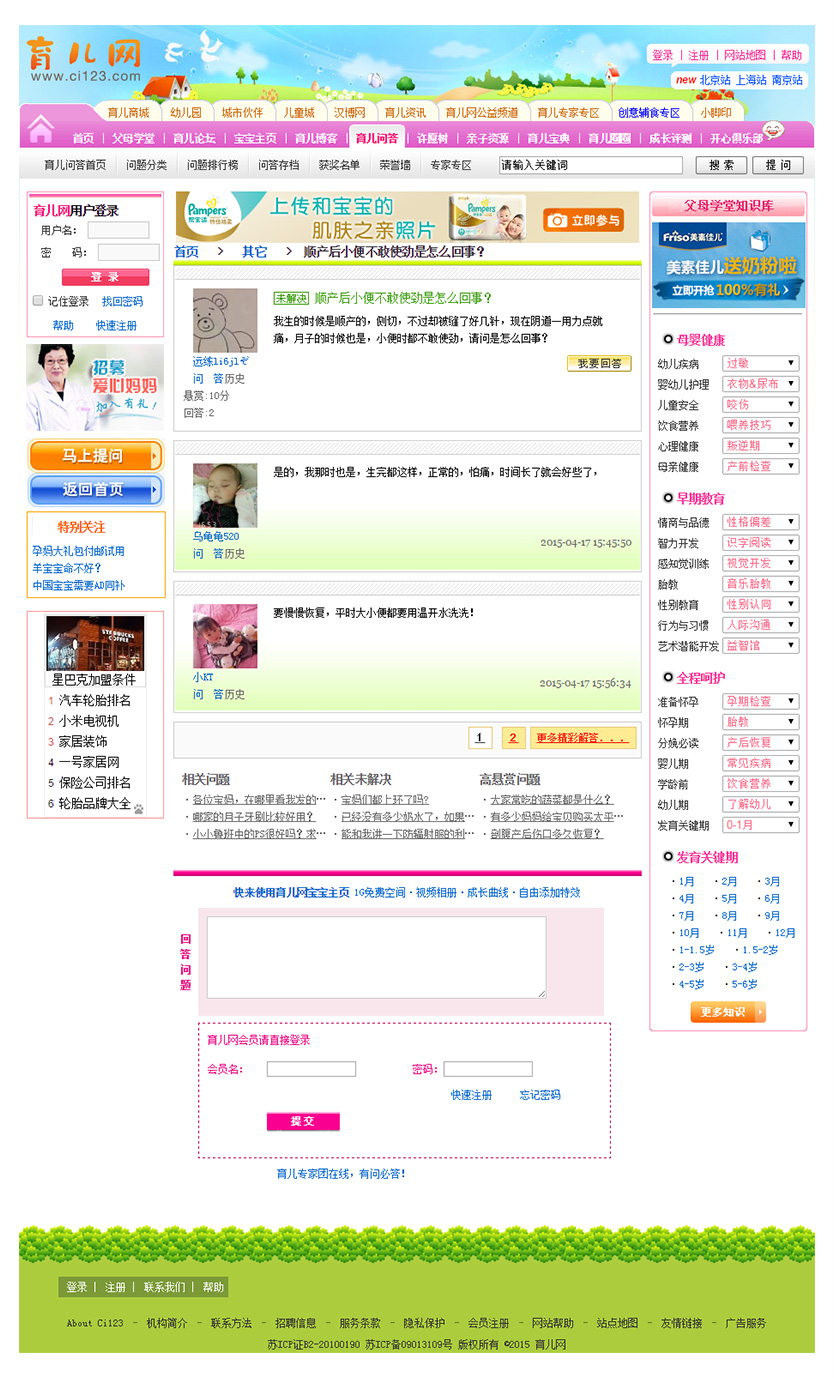 育儿网
www.ci123.com
登录 | 注册 | 网站地图 | 帮助
new 北京站 上海站 南京站
育儿商城 幼儿园 城市伙伴 儿童城 汉博网 育儿资讯 育儿网公益频道 育儿专家专区 创意辅食专区 小脚印
首页 | 父母学堂 | 育儿论坛 | 宝宝主页 | 育儿博客 | 育儿问答 | 许愿树 | 亲子资源 | 育儿宝典 | 育儿圈圈 | 成长评测 | 开心俱乐部
育儿问答首页 问题分类 问题排行榜 问答存档 获奖名单 荣誉墙 专家专区 请输入关键词 搜 索 提 问
育儿网用户登录
用户名：
密 码：
登 录
记住登录 找回密码
帮助 快速注册
招募
爱心妈妈
加入有礼！
马上提问
返回首页
特别关注
孕妈大礼包付邮试用
羊宝宝命不好？
中国宝宝需要AD同补
STARBUCKS COFFEE
星巴克加盟条件
1 汽车轮胎排名
2 小米电视机
3 家居装饰
4 一号家居网
5 保险公司排名
6 轮胎品牌大全
Pampers
上传和宝宝的
肌肤之亲照片
Pampers
立即参与
首页 > 其它 > 顺产后小便不敢使劲是怎么回事？
未解决 顺产后小便不敢使劲是怎么回事？
我生的时候是顺产的，侧切，不过却被缝了好几针，现在阴道一用力点就
痛，月子的时候也是，小便时都不敢使劲，请问是怎么回事？
远练li6jlぞ
问 答历史
悬赏:10分
回答:2
我要回答
是的，我那时也是，生完都这样，正常的，怕痛，时间长了就会好些了，
乌龟龟520
问 答历史
2015-04-17 15:45:50
要慢慢恢复，平时大小便都要用温开水洗洗！
小KT
问 答历史
2015-04-17 15:56:34
1 2 更多精彩解答...
相关问题
·各位宝妈，在哪里看我发的…
·哪家的月子牙刷比较好用？
·小小鲁班中的PS很好吗？求…
相关未解决
·宝妈们都上环了吗?
·已经没有多少奶水了，如果…
·能和我讲一下防辐射服的利…
高悬赏问题
·大家常吃的蔬菜都是什么？
·有多少妈妈给宝贝购买太平…
·剖腹产后伤口多久恢复？
快来使用育儿网宝宝主页 1G免费空间·视频相册·成长曲线·自由添加特效
回答问题
育儿网会员请直接登录
会员名： 密码：
快速注册 忘记密码
提 交
育儿专家团在线，有问必答！
父母学堂知识库
Friso美素佳儿
美素佳儿送奶粉啦
立即开抢100%有礼
母婴健康
幼儿疾病 过敏
婴幼儿护理 衣物&尿布
儿童安全 咬伤
饮食营养 喂养技巧
心理健康 叛逆期
母亲健康 产前检查
早期教育
情商与品德 性格偏差
智力开发 识字阅读
感知觉训练 视觉开发
胎教 音乐胎教
性别教育 性别认同
行为与习惯 人际沟通
艺术潜能开发 益智馆
全程呵护
准备怀孕 孕期检查
怀孕期 胎教
分娩必读 产后恢复
婴儿期 常见疾病
学龄前 饮食营养
幼儿期 了解幼儿
发育关键期 0-1月
发育关键期
·1月 ·2月 ·3月
·4月 ·5月 ·6月
·7月 ·8月 ·9月
·10月 ·11月 ·12月
·1-1.5岁 ·1.5-2岁
·2-3岁 ·3-4岁
·4-5岁 ·5-6岁
更多知识
登录 | 注册 | 联系我们 | 帮助
About Ci123 - 机构简介 - 联系方法 - 招聘信息 - 服务条款 - 隐私保护 - 会员注册 - 网站帮助 - 站点地图 - 友情链接 - 广告服务
苏ICP证B2-20100190 苏ICP备09013109号 版权所有 ©2015 育儿网